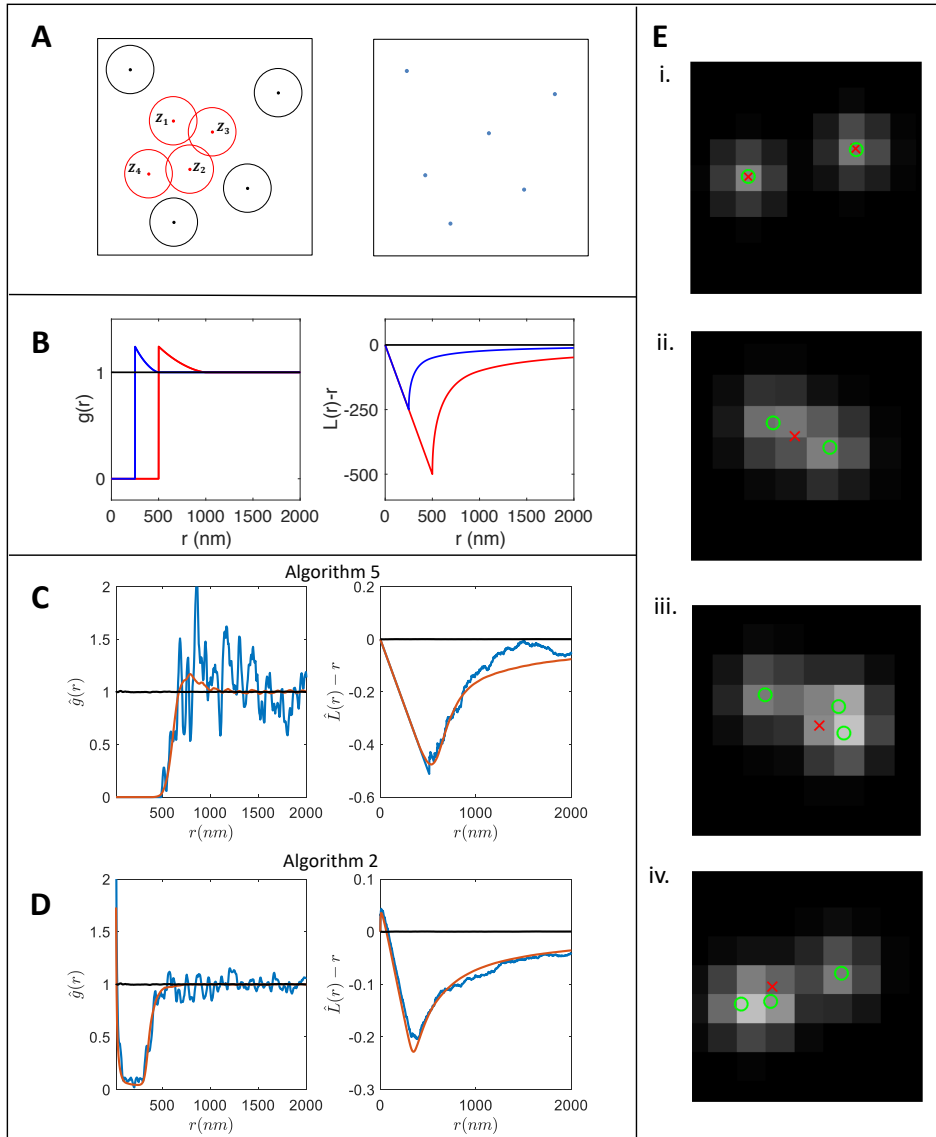 A
Z1
Z3
Z4
Z2
B
g(r)
1
0
0 500 1000 1500 2000
r (nm)
L(r)-r
0
-250
-500
0 500 1000 1500 2000
r (nm)
Algorithm 5
C
ĝ(r)
2
1.5
1
0.5
0
500 1000 1500 2000
r(nm)
L̂(r) − r
0.2
0
-0.2
-0.4
-0.6
0 500 1000 1500 2000
r(nm)
Algorithm 2
D
ĝ(r)
2
1.5
1
0.5
0
500 1000 1500 2000
r(nm)
L̂(r) − r
0.1
0
-0.1
-0.2
-0.3
0 500 1000 1500 2000
r(nm)
E
i.
ii.
iii.
iv.